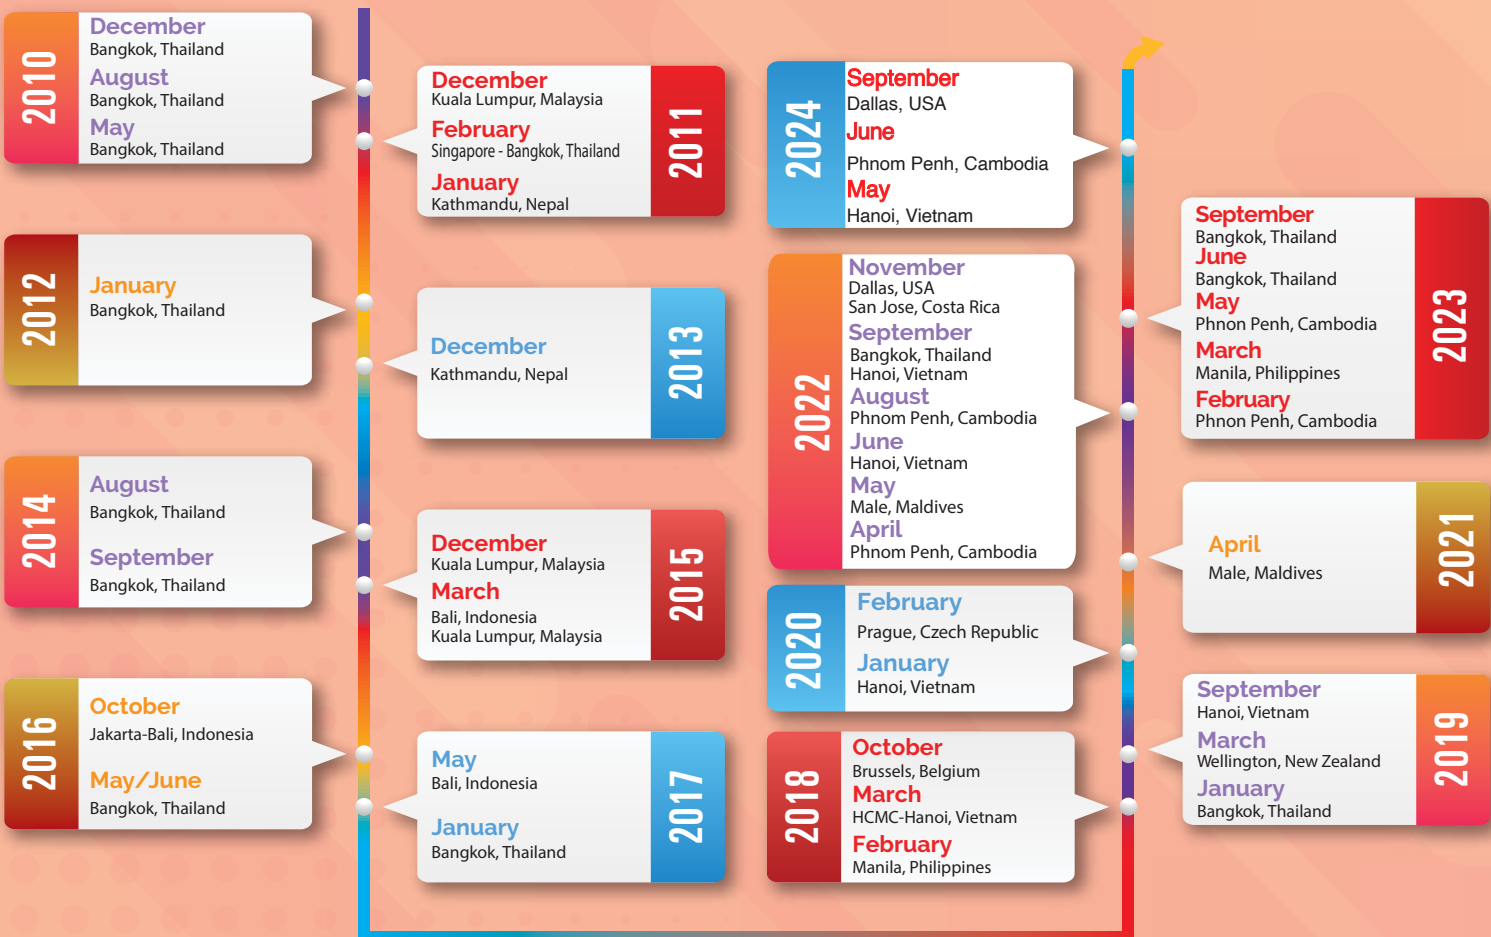 2010
December
Bangkok, Thailand
August
Bangkok, Thailand
May
Bangkok, Thailand
December
Kuala Lumpur, Malaysia
February
Singapore - Bangkok, Thailand
January
Kathmandu, Nepal
2011
2012
January
Bangkok, Thailand
December
Kathmandu, Nepal
2013
2014
August
Bangkok, Thailand
September
Bangkok, Thailand
December
Kuala Lumpur, Malaysia
March
Bali, Indonesia
Kuala Lumpur, Malaysia
2015
2016
October
Jakarta-Bali, Indonesia
May/June
Bangkok, Thailand
May
Bali, Indonesia
January
Bangkok, Thailand
2017
2018
October
Brussels, Belgium
March
HCMC-Hanoi, Vietnam
February
Manila, Philippines
September
Hanoi, Vietnam
March
Wellington, New Zealand
January
Bangkok, Thailand
2019
2020
February
Prague, Czech Republic
January
Hanoi, Vietnam
April
Male, Maldives
2021
2022
November
Dallas, USA
San Jose, Costa Rica
September
Bangkok, Thailand
Hanoi, Vietnam
August
Phnom Penh, Cambodia
June
Hanoi, Vietnam
May
Male, Maldives
April
Phnom Penh, Cambodia
September
Bangkok, Thailand
June
Bangkok, Thailand
May
Phnon Penh, Cambodia
March
Manila, Philippines
February
Phnon Penh, Cambodia
2023
2024
September
Dallas, USA
June
Phnom Penh, Cambodia
May
Hanoi, Vietnam